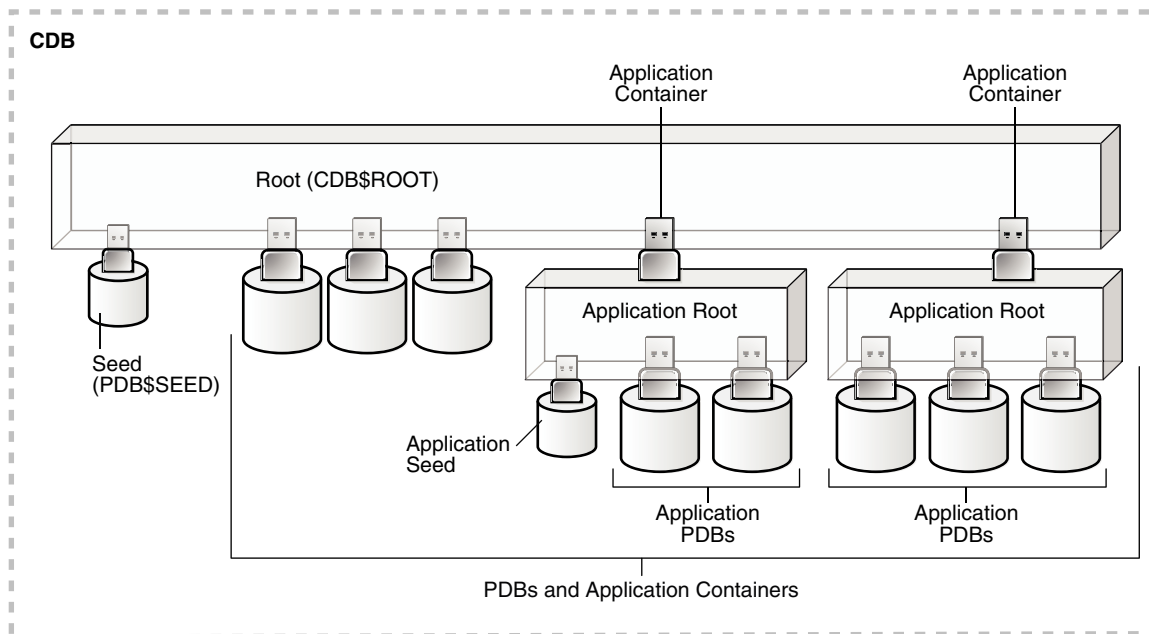 CDB
Application
Container
Application
Container
Root (CDB$ROOT)
Application Root
Application Root
Seed
(PDB$SEED)
Application
Seed
Application
PDBs
Application
PDBs
PDBs and Application Containers